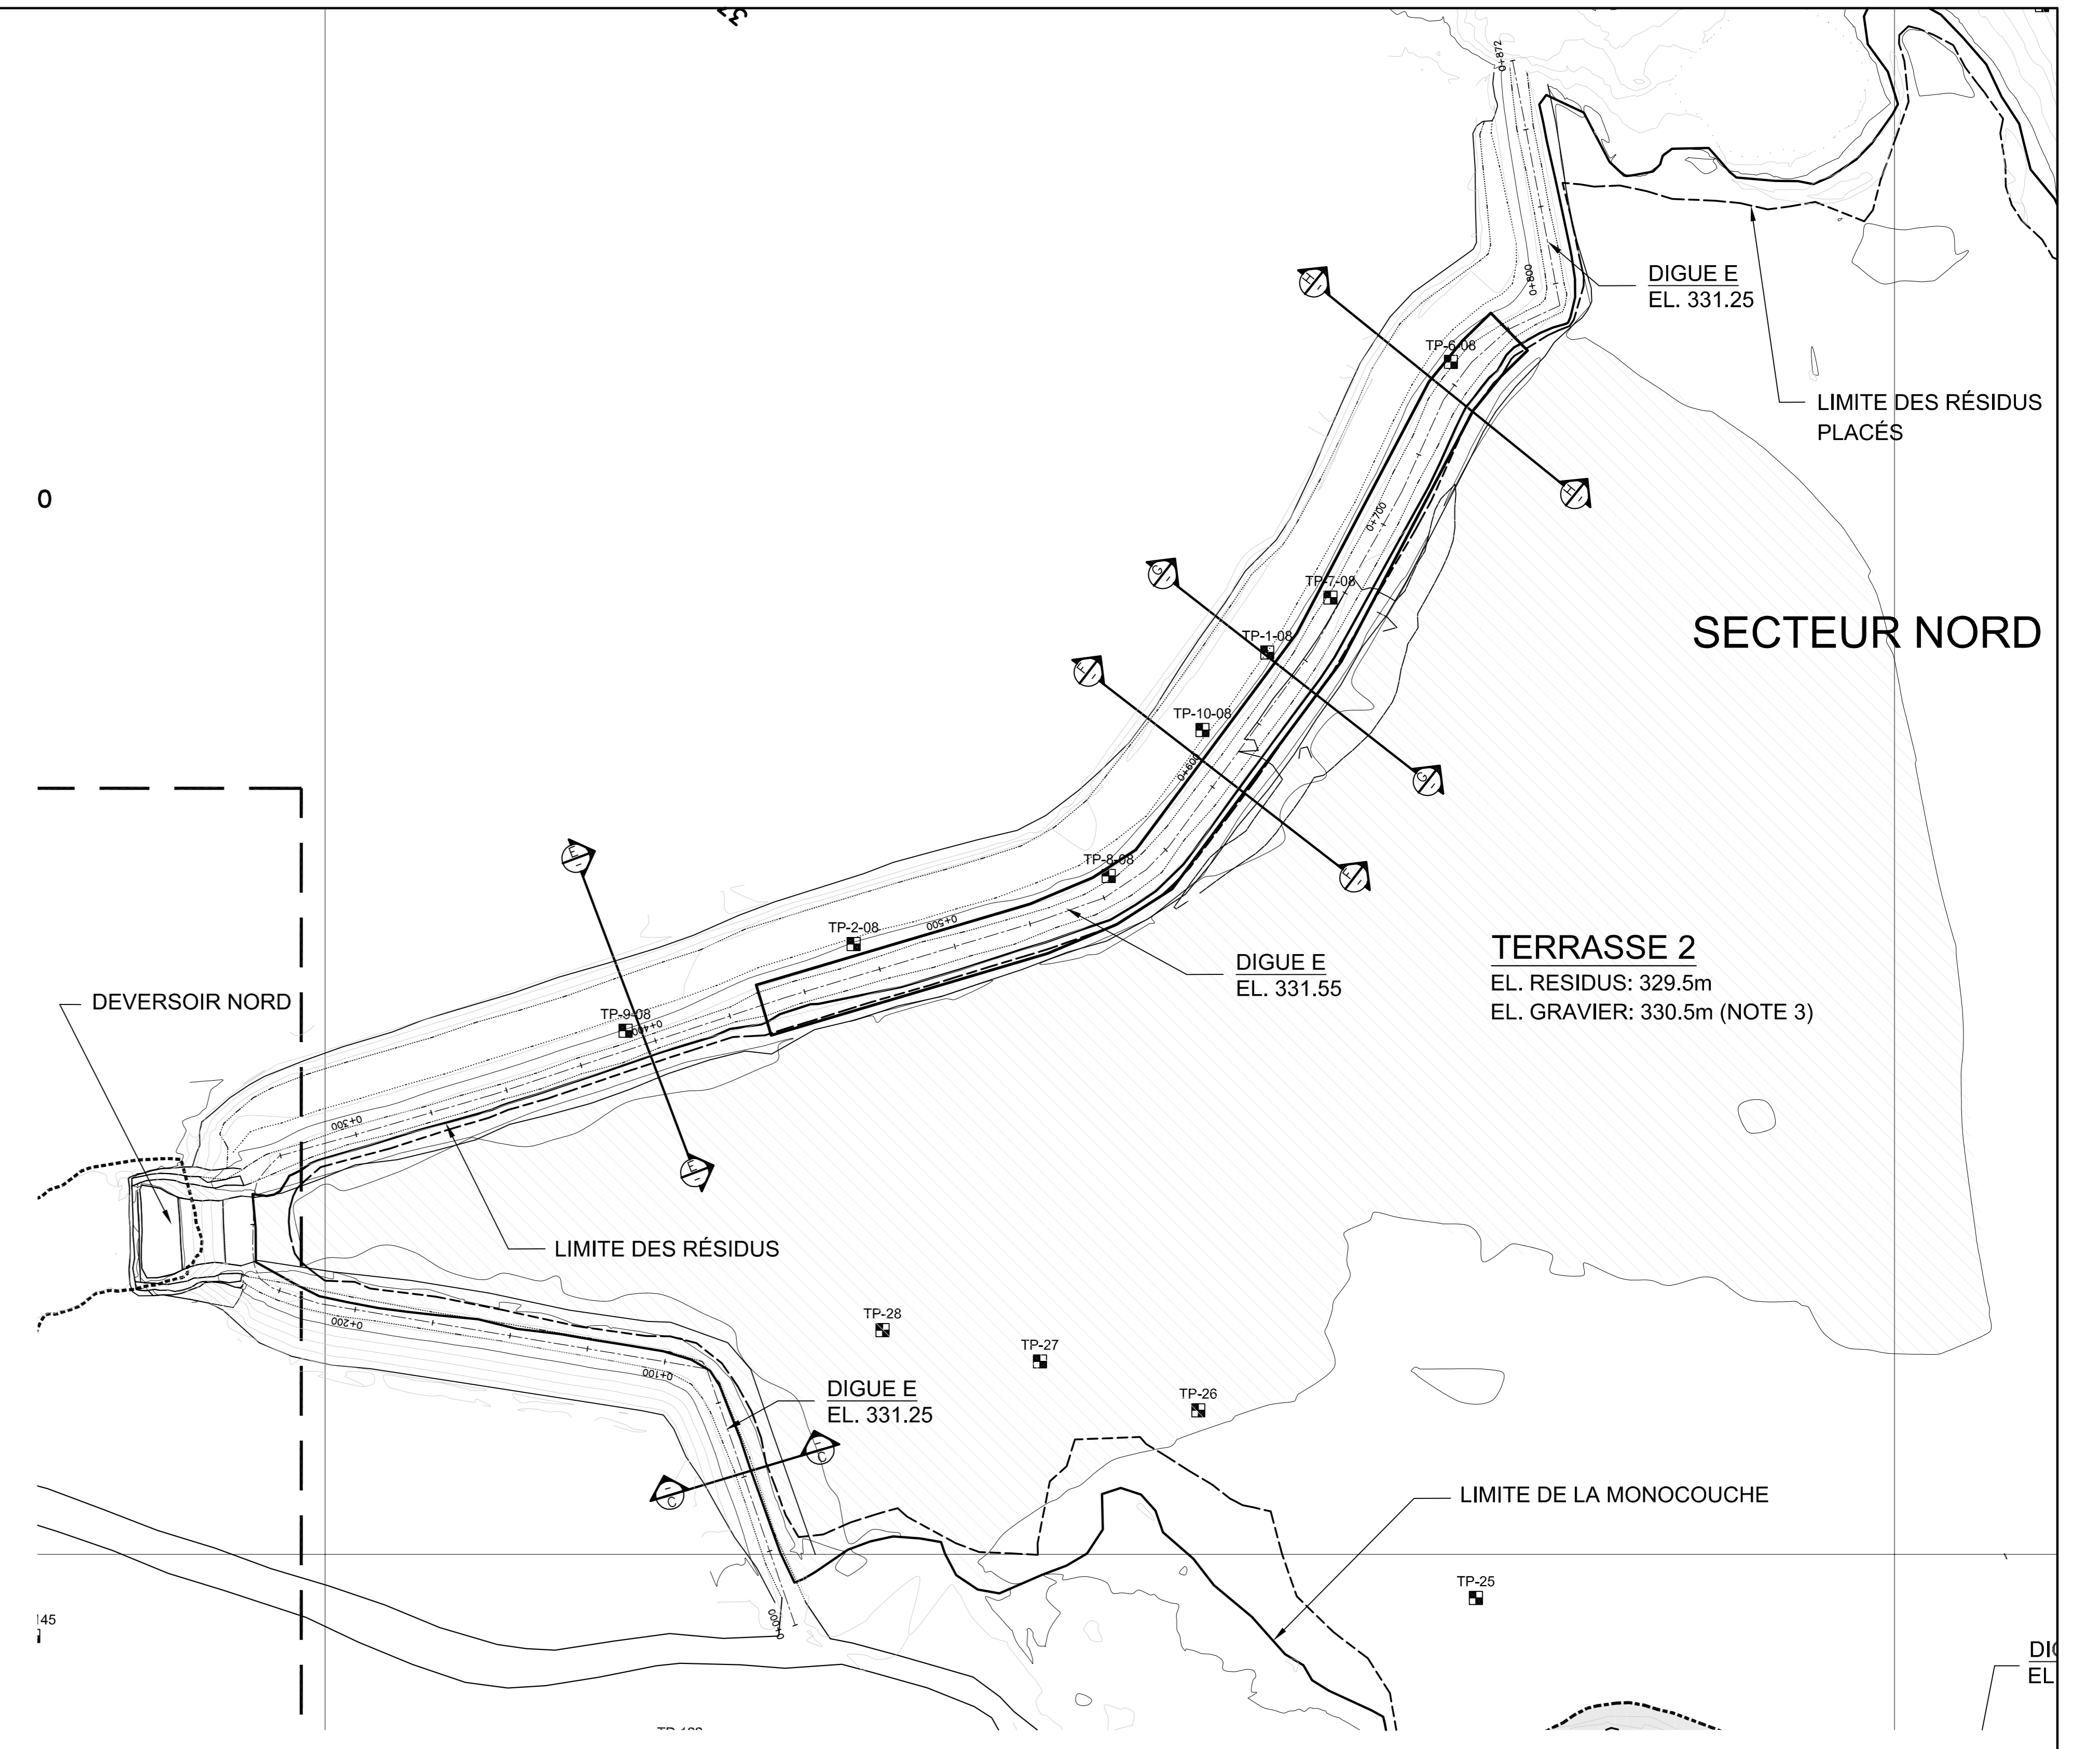 0+872
DIGUE E
EL. 331.25
0+800
H
-
TP-6-08
LIMITE DES RÉSIDUS
PLACÉS
0
H
-
0+700
G
-
TP-7-08
SECTEUR NORD
TP-1-08
F
-
TP-10-08
0+600
G
-
E
-
TP-8-08
F
-
0+500
TP-2-08
TERRASSE 2
EL. RESIDUS: 329.5m
EL. GRAVIER: 330.5m (NOTE 3)
DIGUE E
EL. 331.55
DEVERSOIR NORD
TP-9-08
0+400
0+300
E
-
LIMITE DES RÉSIDUS
0+200
TP-28
TP-27
0+100
DIGUE E
EL. 331.25
TP-26
-
C
-
C
LIMITE DE LA MONOCOUCHE
TP-25
0+000
145
EL